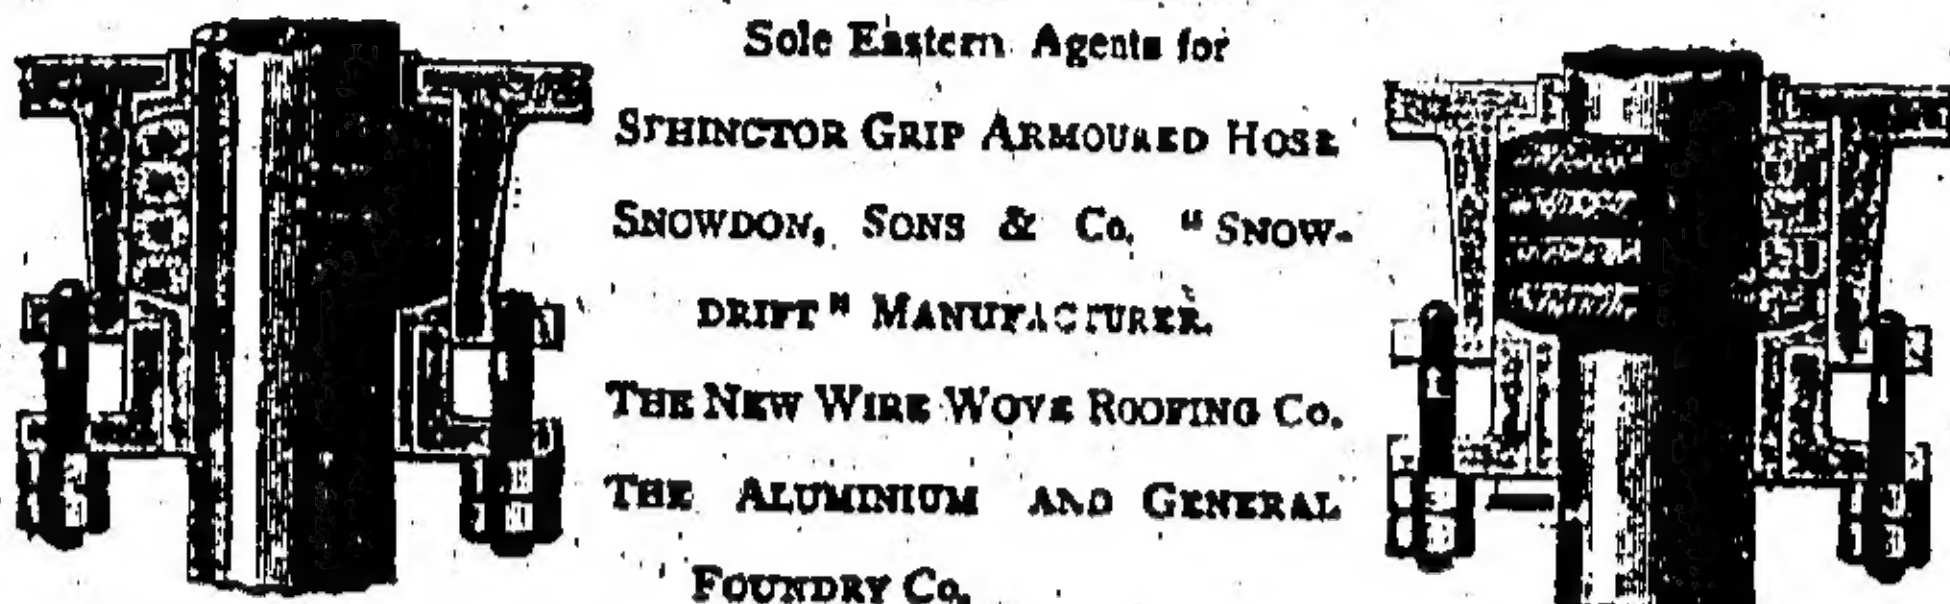 Sole Eastern Agents for
SPHINCTOR GRIP ARMOURED HOSE
SNOWDON, SONS & Co. "SNOW-
DRIFT" MANUFACTURER.
THE NEW WIRE WOVE ROOFING Co.
THE ALUMINIUM AND GENERAL
FOUNDRY Co.